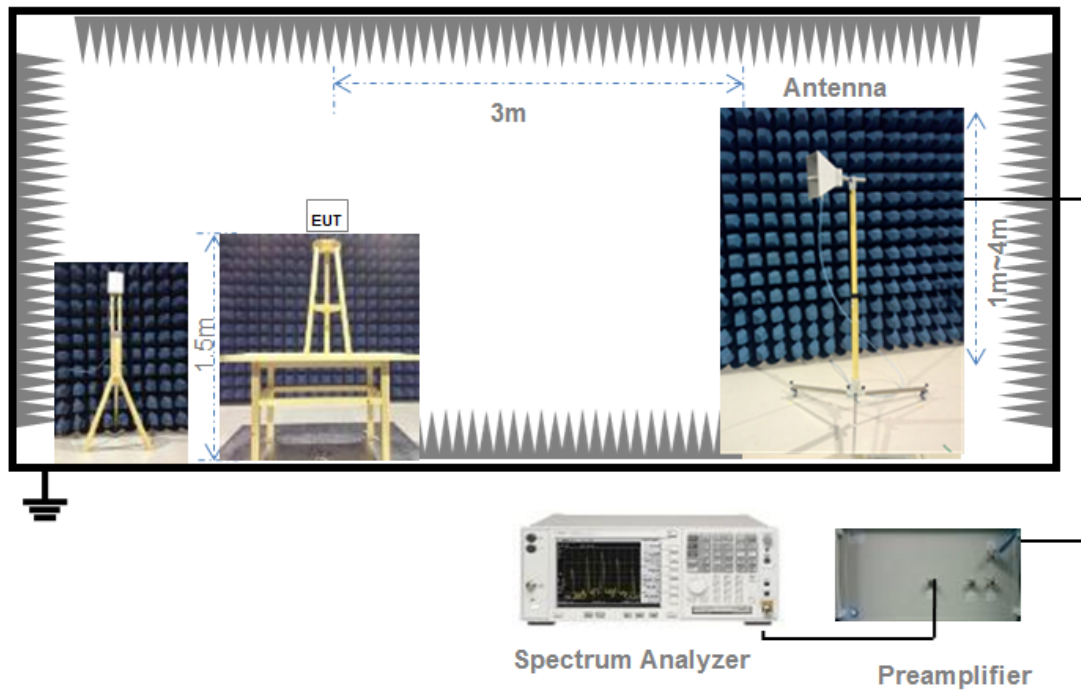 Antenna
3m
EUT
1.5m
1m~4m
Spectrum Analyzer
Preamplifier